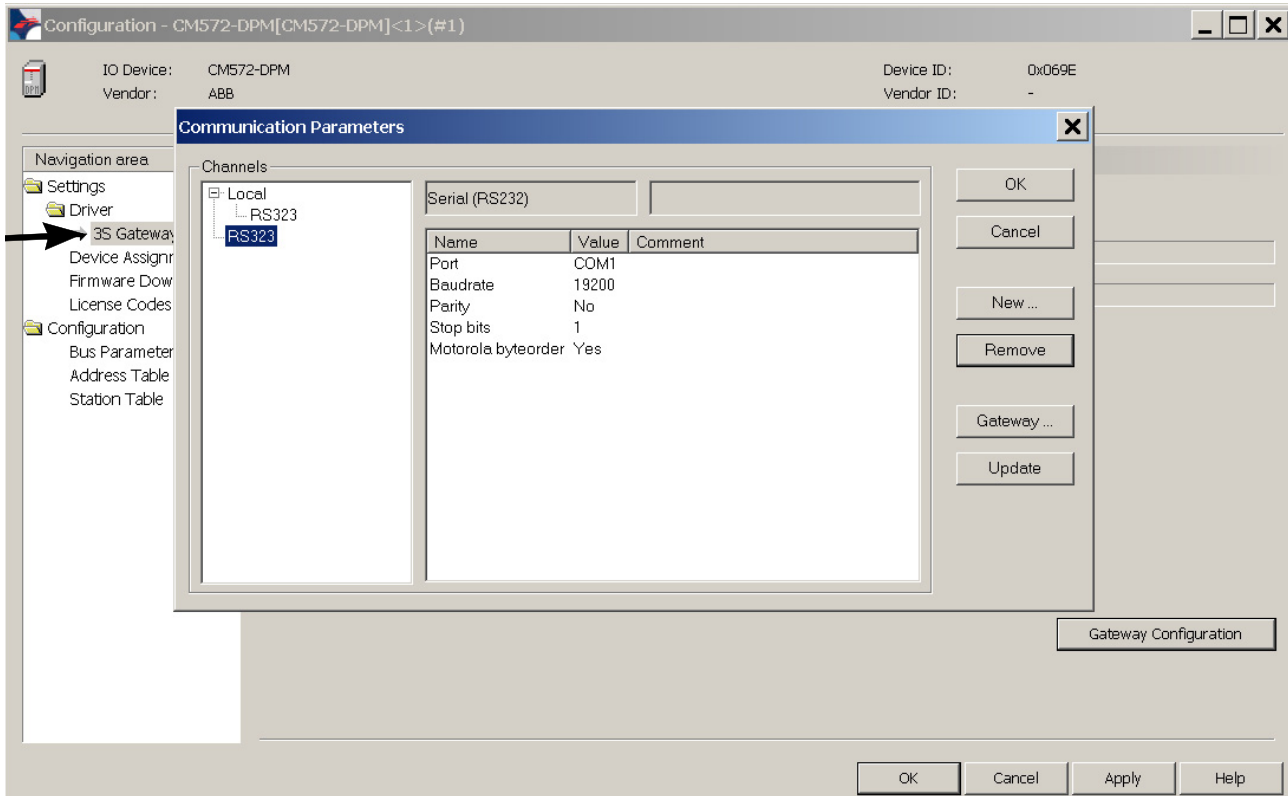 Configuration - CM572-DPM[CM572-DPM]<1>(#1)
IO Device: CM572-DPM Device ID: 0x069E
Vendor: ABB Vendor ID: -
DPM
Communication Parameters
Navigation area
Settings
Driver
3S Gateway
Device Assignr
Firmware Dow
License Codes
Configuration
Bus Parameter
Address Table
Station Table
Channels
Local
RS323
RS323
Serial (RS232)
Name Value Comment
Port COM1
Baudrate 19200
Parity No
Stop bits 1
Motorola byteorder Yes
OK
Cancel
New ...
Remove
Gateway ...
Update
Gateway Configuration
OK Cancel Apply Help